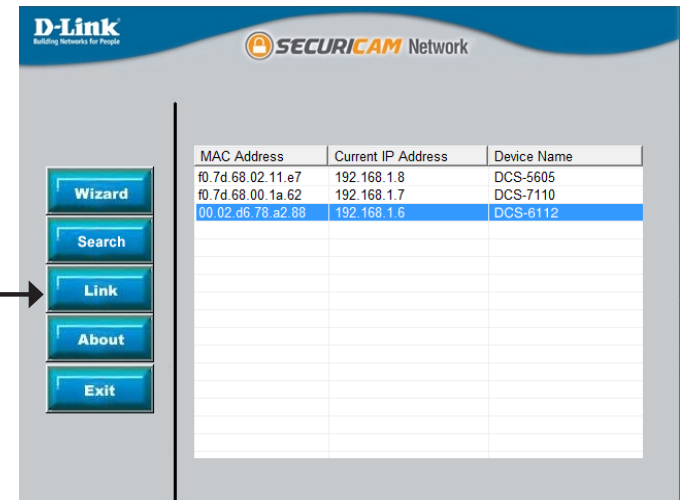 D-Link
Building Networks for People
SECURICAM Network
MAC Address Current IP Address Device Name
f0.7d.68.02.11.e7 192.168.1.8 DCS-5605
f0.7d.68.00.1a.62 192.168.1.7 DCS-7110
00.02.d6.78.a2.88 192.168.1.6 DCS-6112
Wizard
Search
Link
About
Exit